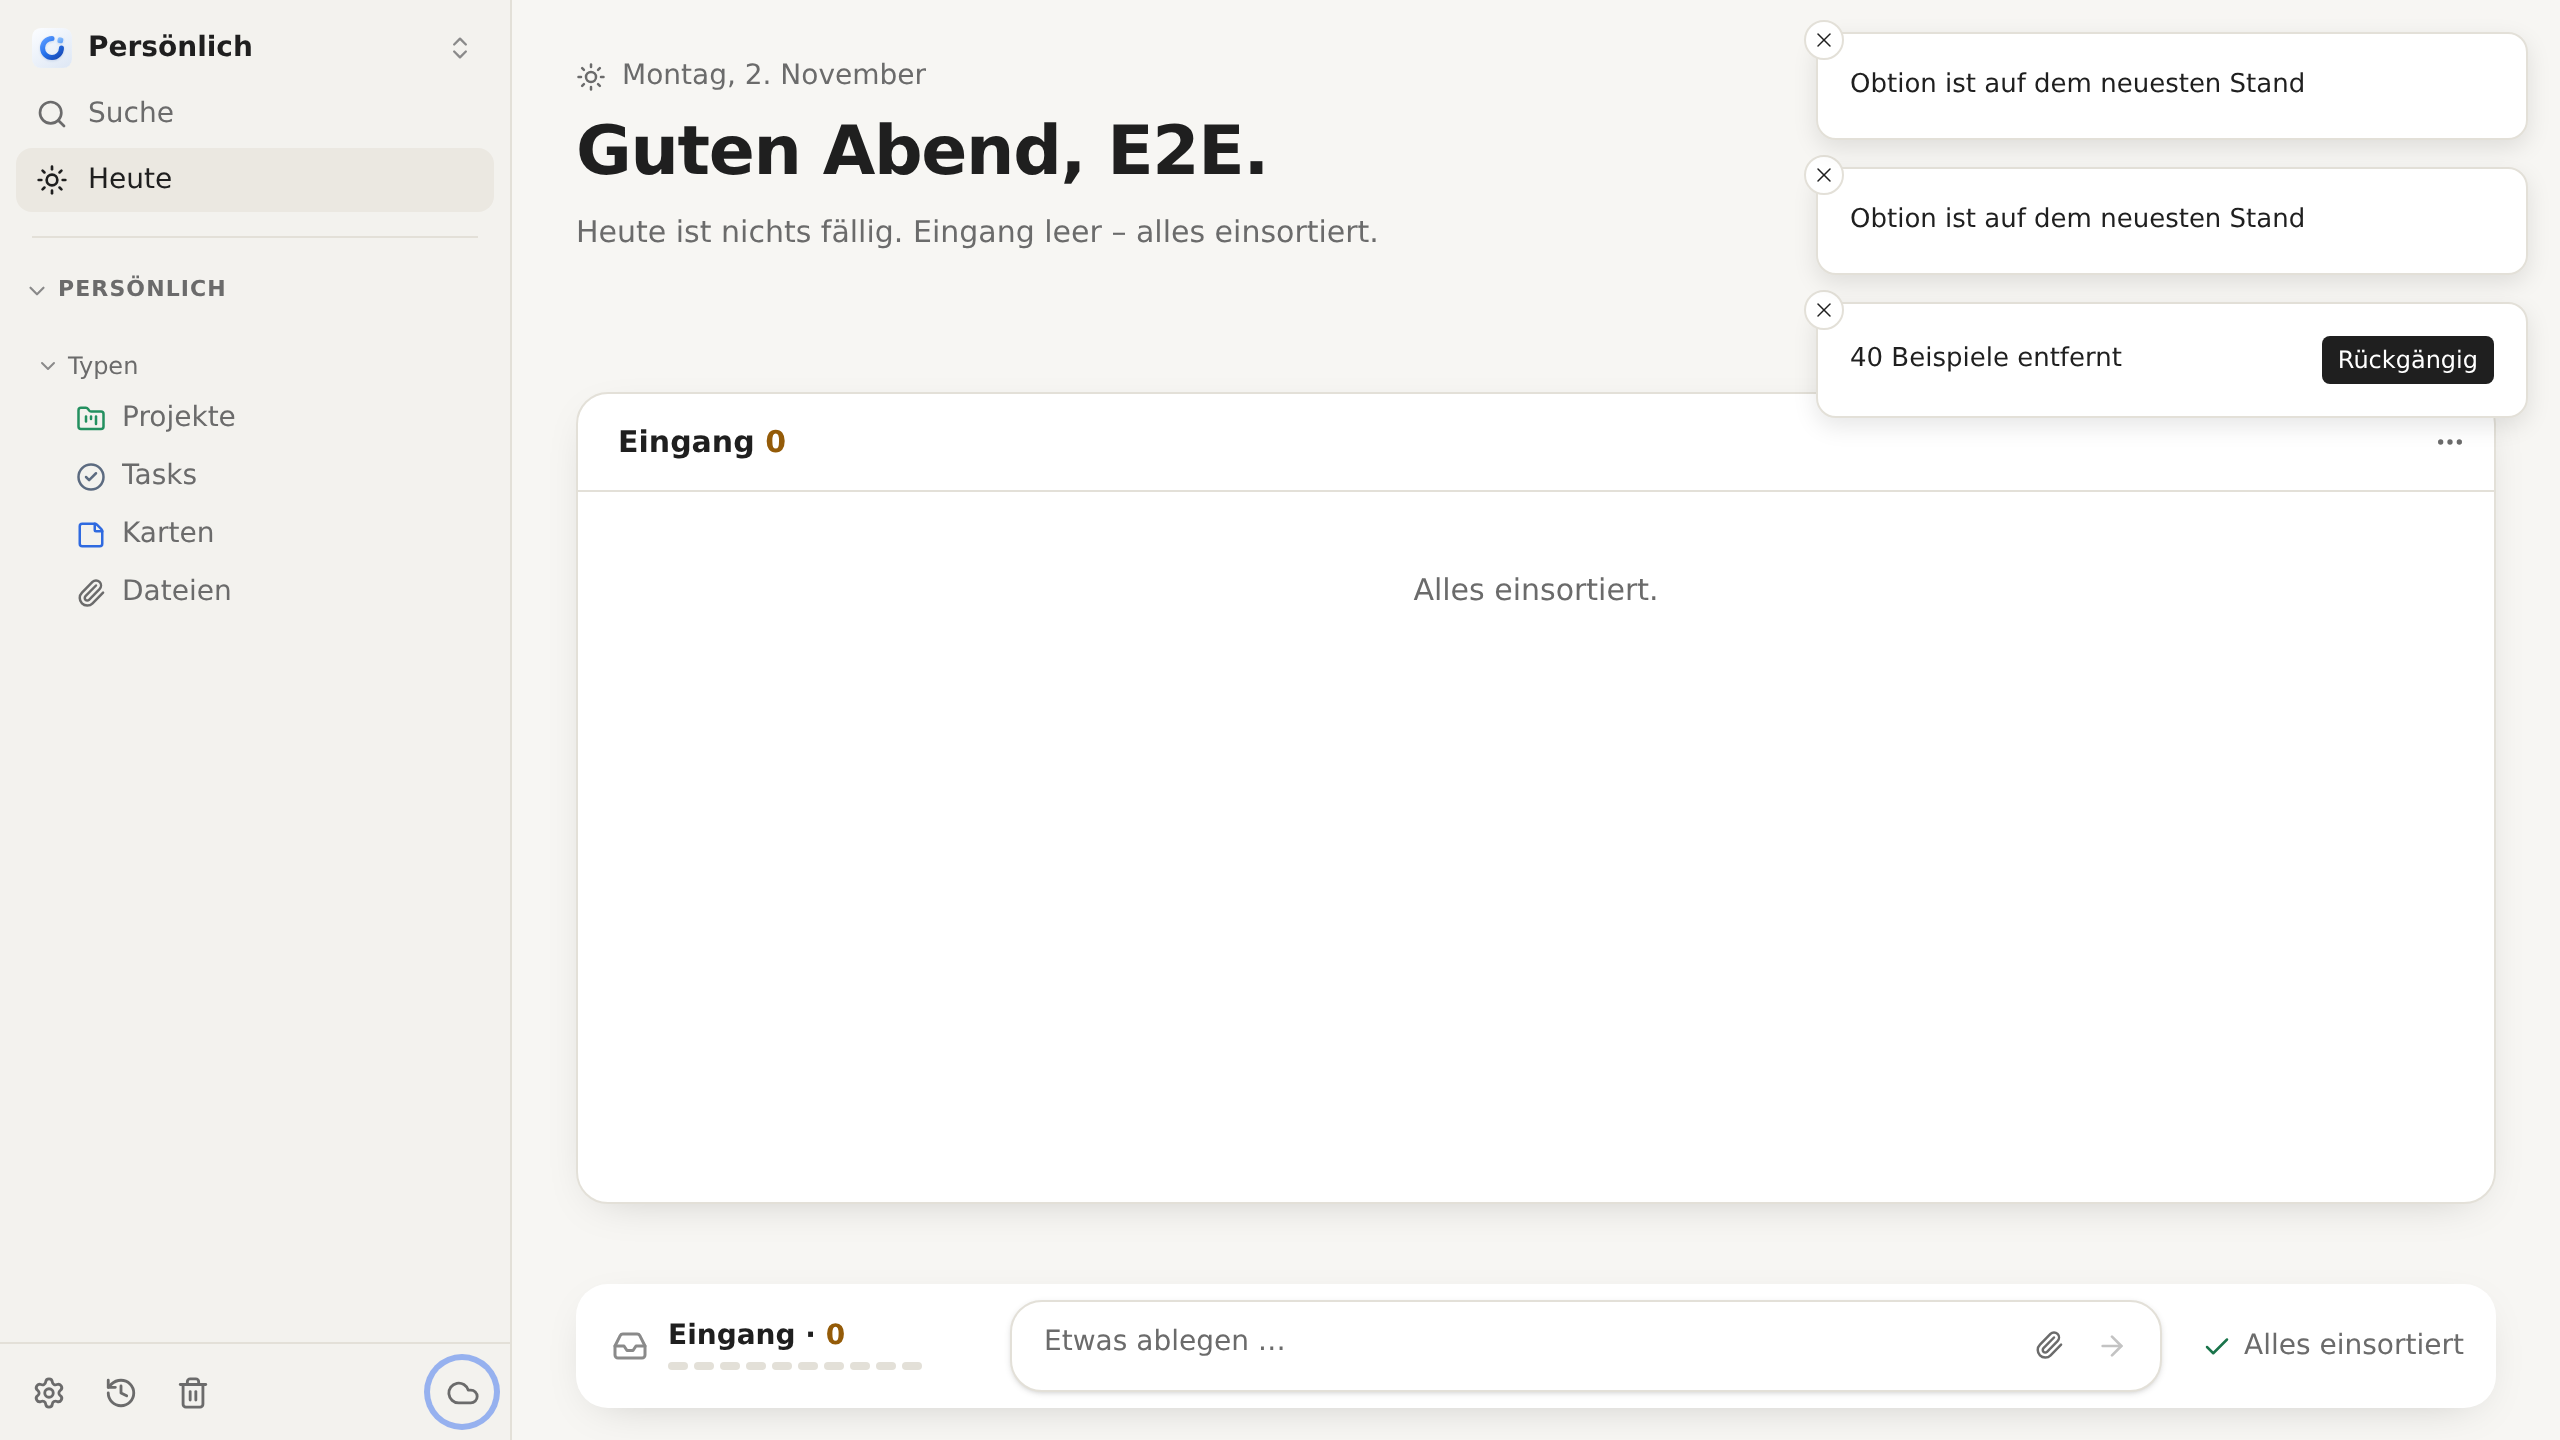 Persönlich
Suche
Heute
PERSÖNLICH
Typen
Projekte
Tasks
Karten
Dateien
Montag, 2. November
Guten Abend, E2E.
Heute ist nichts fällig. Eingang leer – alles einsortiert.
Obtion ist auf dem neuesten Stand
Obtion ist auf dem neuesten Stand
40 Beispiele entfernt Rückgängig
Eingang 0
Alles einsortiert.
Eingang · 0
Etwas ablegen …
Alles einsortiert